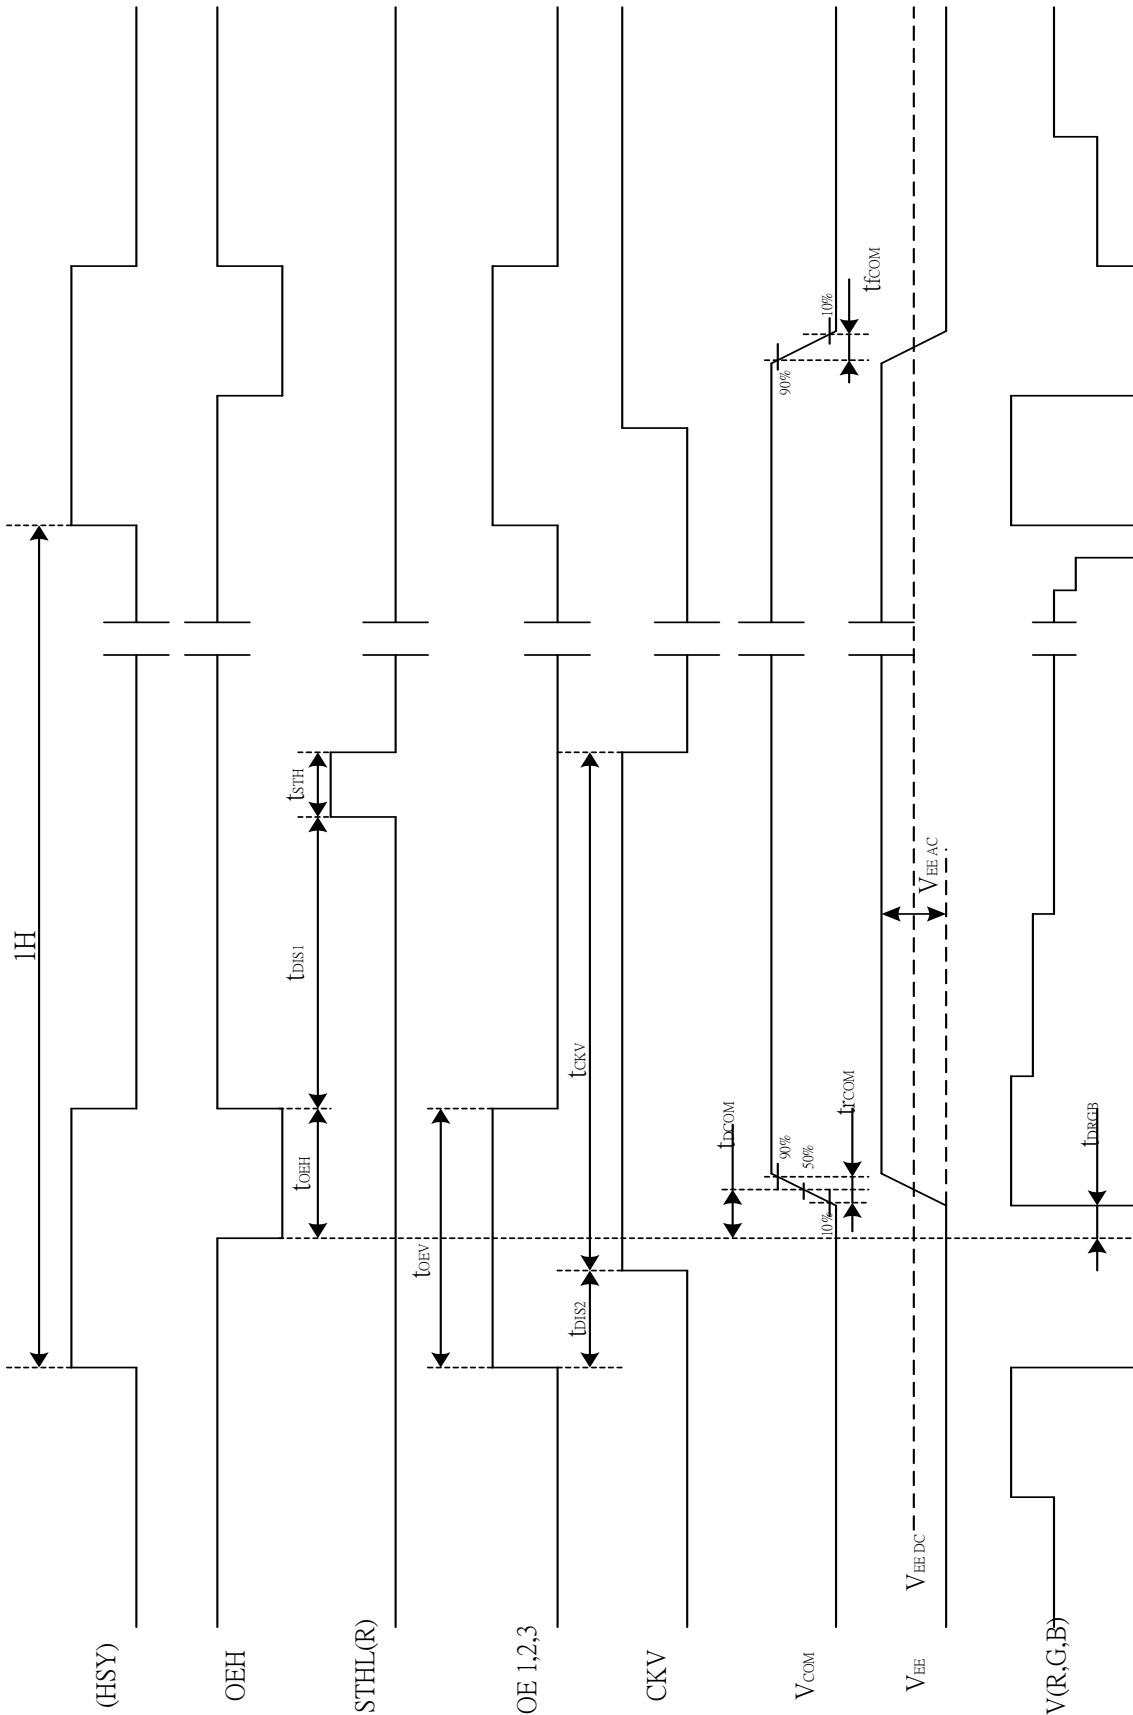 1H
(HSY)
OEH
tOEH
tDIS1
tSTH
STHL(R)
tOEV
OE 1,2,3
tDIS2
tCKV
CKV
tDCOM
90%
50%
10%
trCOM
90%
10%
tfCOM
VCOM
VEE AC
VEE DC
VEE
tDRGB
V(R,G,B)